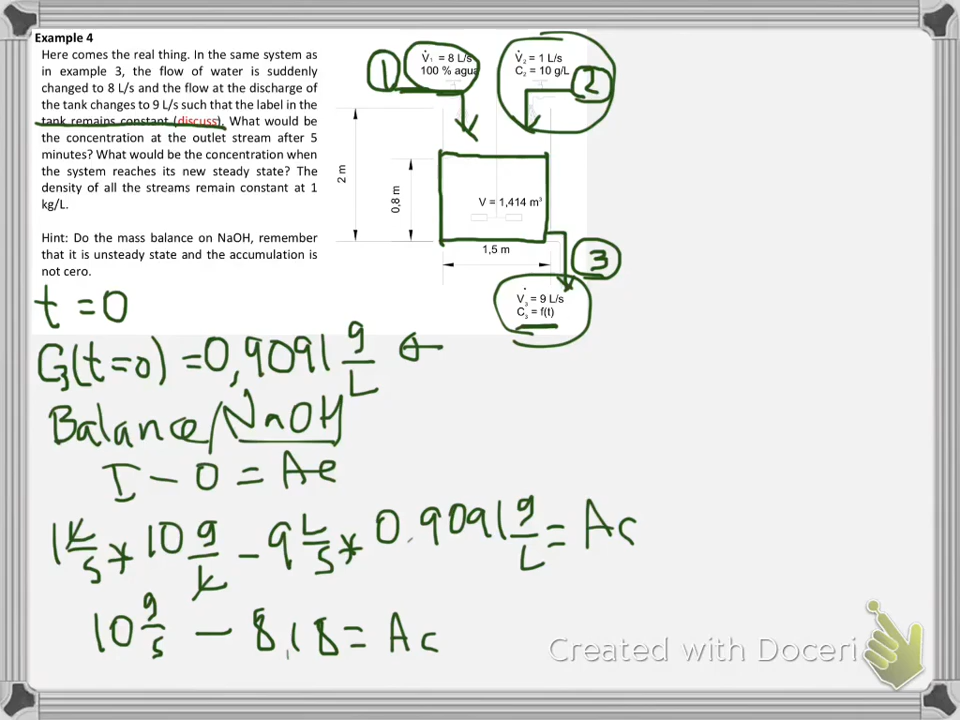 Example 4
Here comes the real thing. In the same system as
in example 3, the flow of water is suddenly
changed to 8 L/s and the flow at the discharge of
the tank changes to 9 L/s such that the label in the
tank remains constant (discuss). What would be
the concentration at the outlet stream after 5
minutes? What would be the concentration when
the system reaches its new steady state? The
density of all the streams remain constant at 1
kg/L.
Hint: Do the mass balance on NaOH, remember
that it is unsteady state and the accumulation is
not cero.
1
V̇₁ = 8 L/s
100 % agua
V̇₂ = 1 L/s
C₂ = 10 g/L
2
2 m
0,8 m
V = 1,414 m³
1,5 m
3
V̇₃ = 9 L/s
C₃ = f(t)
t = 0
C₃(t=0) = 0,9091 g/L ←
Balance/NaOH
I - O = Ac
1 L/s * 10 g/L - 9 L/s * 0.9091 g/L = Ac
10 g/s - 8,18 = Ac
Created with Doceri